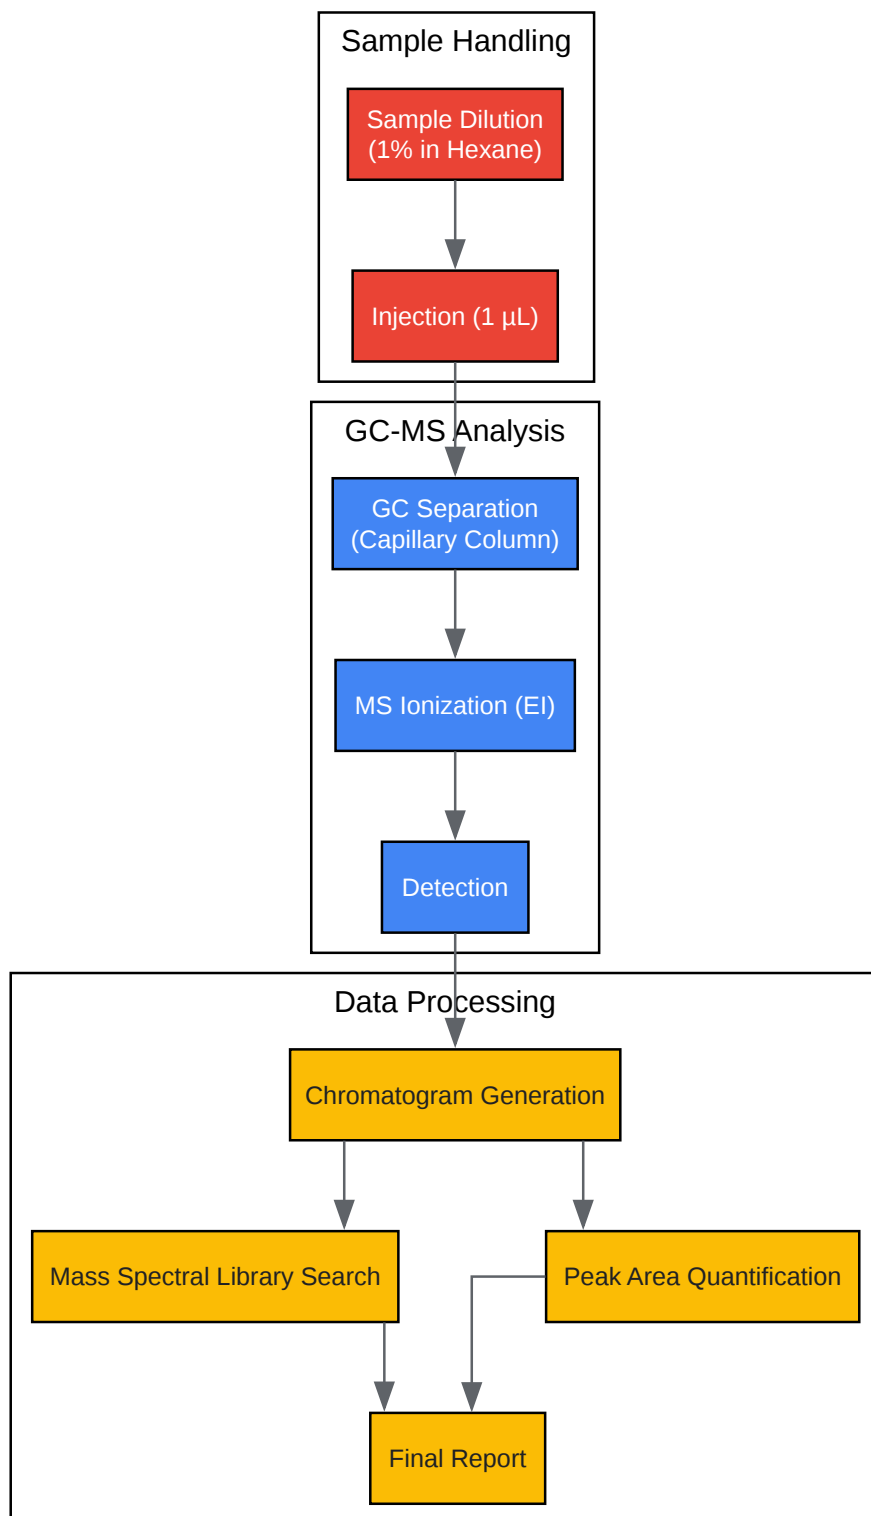 Sample Handling
Sample Dilution
(1% in Hexane)
Injection (1 µL)
GC-MS Analysis
GC Separation
(Capillary Column)
MS Ionization (EI)
Detection
Data Processing
Chromatogram Generation
Mass Spectral Library Search
Peak Area Quantification
Final Report